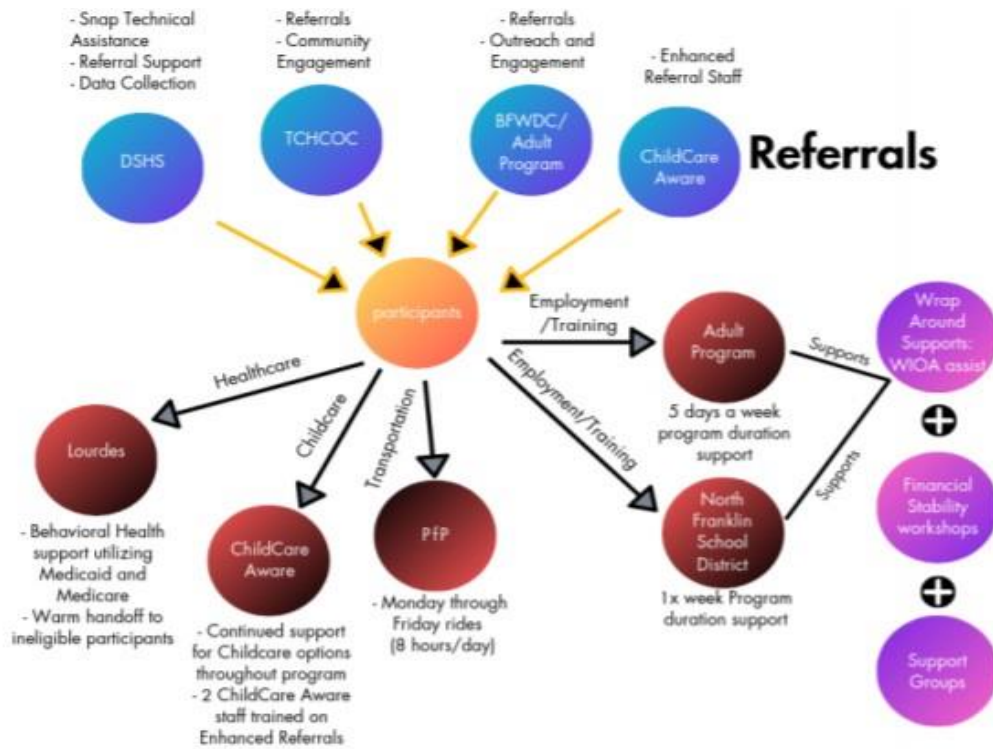 - Snap Technical
Assistance
- Referral Support
- Data Collection
- Referrals
- Community
Engagement
- Referrals
- Outreach and
Engagement
- Enhanced
Referral Staff
DSHS
TCHCOC
BFWDC/
Adult
Program
ChildCare
Aware
Referrals
participants
Employment
/Training
Adult
Program
Supports
Wrap
Around
Supports:
WIOA assist
Healthcare
Childcare
Transportation
Employment/Training
5 days a week
program duration
support
Supports
Lourdes
- Behavioral Health
support utilizing
Medicaid and
Medicare
- Warm handoff to
ineligible participants
ChildCare
Aware
- Continued support
for Childcare options
throughout program
- 2 ChildCare Aware
staff trained on
Enhanced Referrals
PfP
- Monday through
Friday rides
(8 hours/day)
North
Franklin
School
District
1x week Program
duration support
Financial
Stability
workshops
Support
Groups